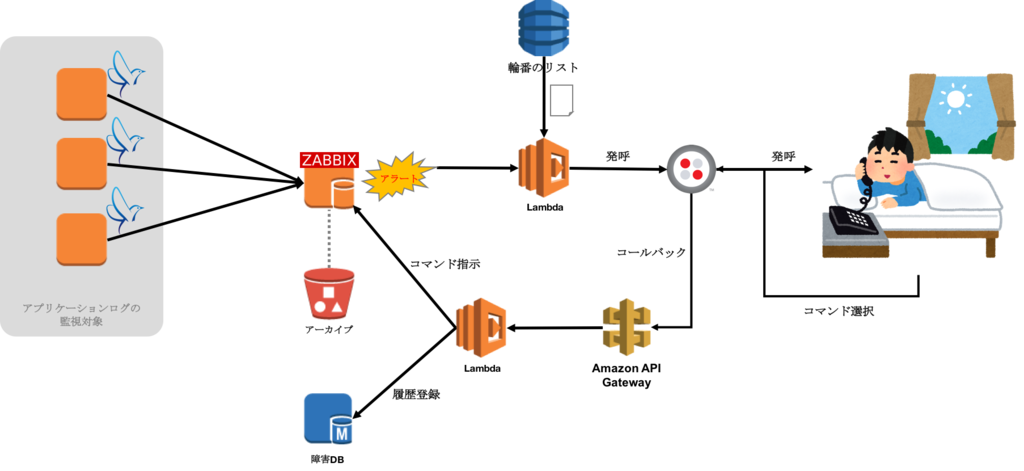 輪番のリスト
ZABBIX
アラート
発呼
発呼
Lambda
コールバック
コマンド指示
アプリケーションログの
監視対象
コマンド選択
アーカイブ
Lambda
Amazon API
Gateway
履歴登録
M
障害DB